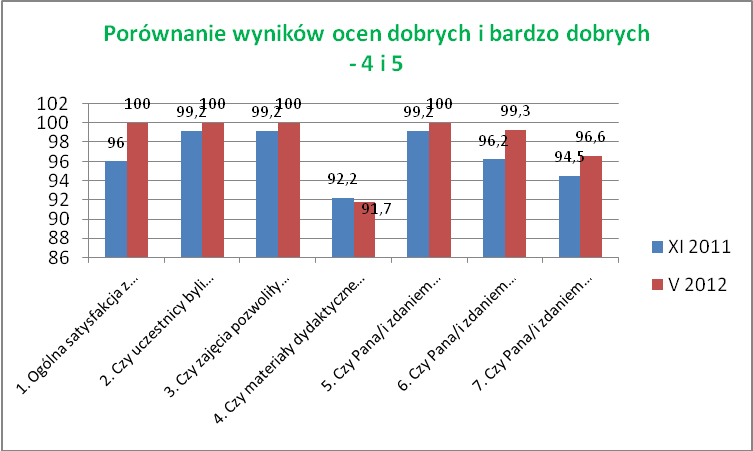 Porównanie wyników ocen dobrych i bardzo dobrych
- 4 i 5
102
100
98
96
94
92
90
88
86
96
100
99,2
100
99,2
100
92,2
91,7
99,2
100
96,2
99,3
94,5
96,6
1. Ogólna satysfakcja z...
2. Czy uczestnicy byli...
3. Czy zajęcia pozwoliły...
4. Czy materiały dydaktyczne...
5. Czy Pana/i zdaniem...
6. Czy Pana/i zdaniem...
7. Czy Pana/i zdaniem...
XI 2011
V 2012